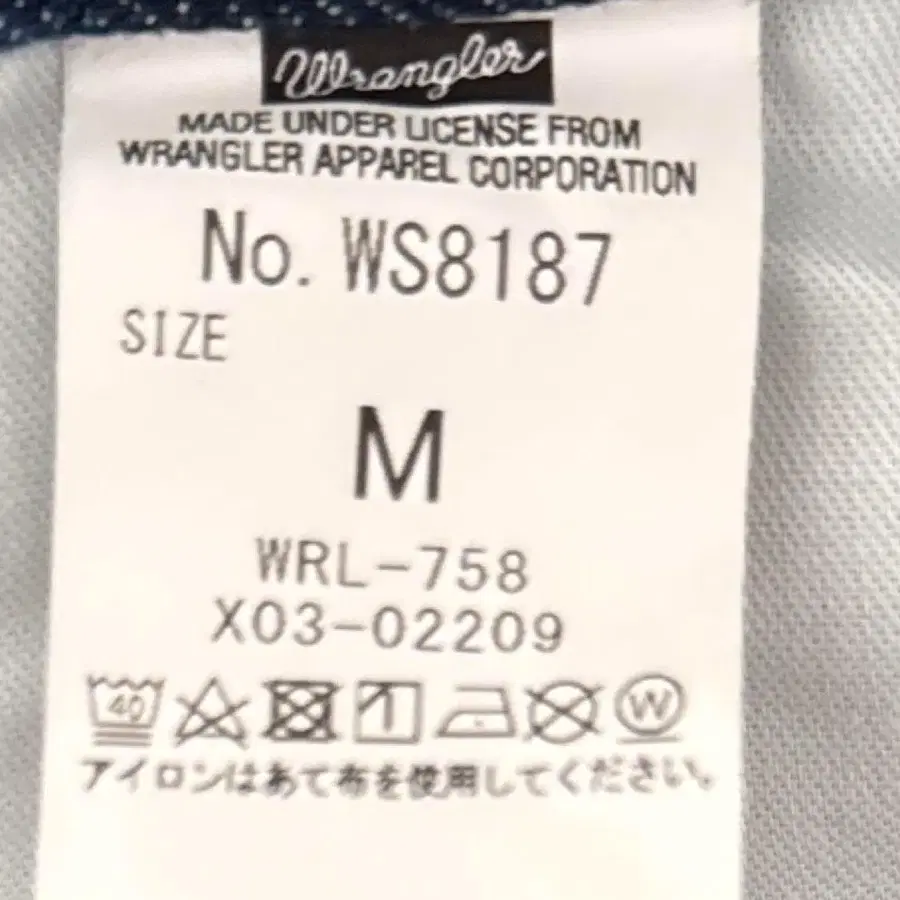 Wrangler
MADE UNDER LICENSE FROM
WRANGLER APPAREL CORPORATION
No. WS8187
SIZE
M
WRL-758
X03-02209
40 W
アイロンはあて布を使用してください。